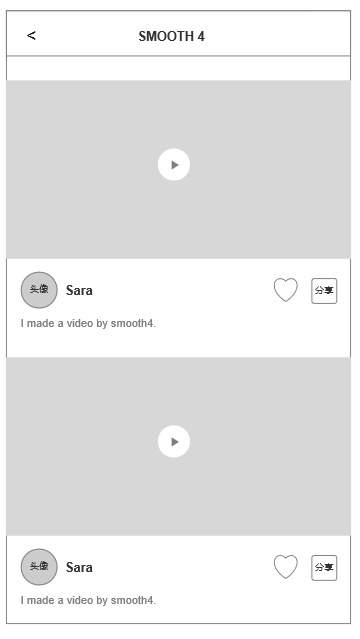 <
SMOOTH 4
头像
Sara
分享
I made a video by smooth4.
头像
Sara
分享
I made a video by smooth4.